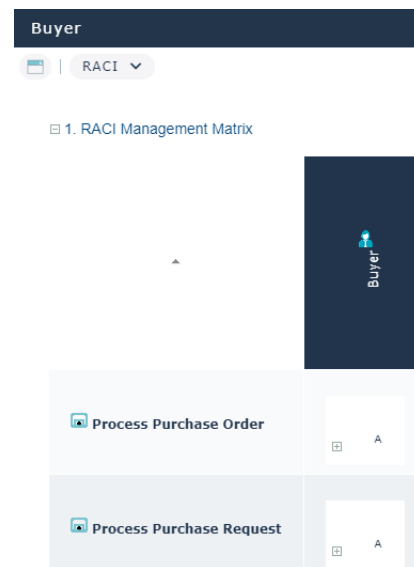 Buyer
RACI
1. RACI Management Matrix
Buyer
Process Purchase Order
A
Process Purchase Request
A